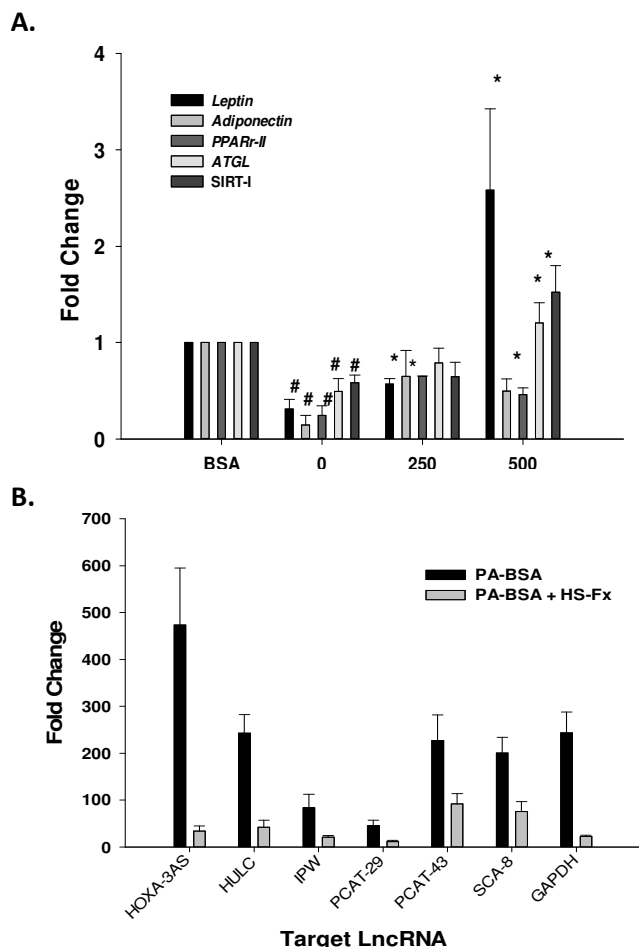 A.
4
3
2
1
0
Fold Change
Leptin
Adiponectin
PPARr-II
ATGL
SIRT-I
# # # # #
* *
* * * *
BSA 0 250 500
B.
700
600
500
400
300
200
100
0
Fold Change
PA-BSA
PA-BSA + HS-Fx
HOXA-3AS
HULC
IPW
PCAT-29
PCAT-43
SCA-8
GAPDH
Target LncRNA